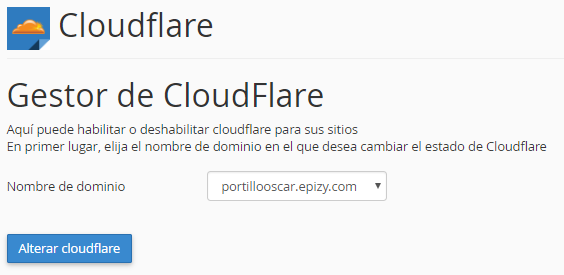 Cloudflare
Gestor de CloudFlare
Aquí puede habilitar o deshabilitar cloudflare para sus sitios
En primer lugar, elija el nombre de dominio en el que desea cambiar el estado de Cloudflare
Nombre de dominio portillooscar.epizy.com
Alterar cloudflare